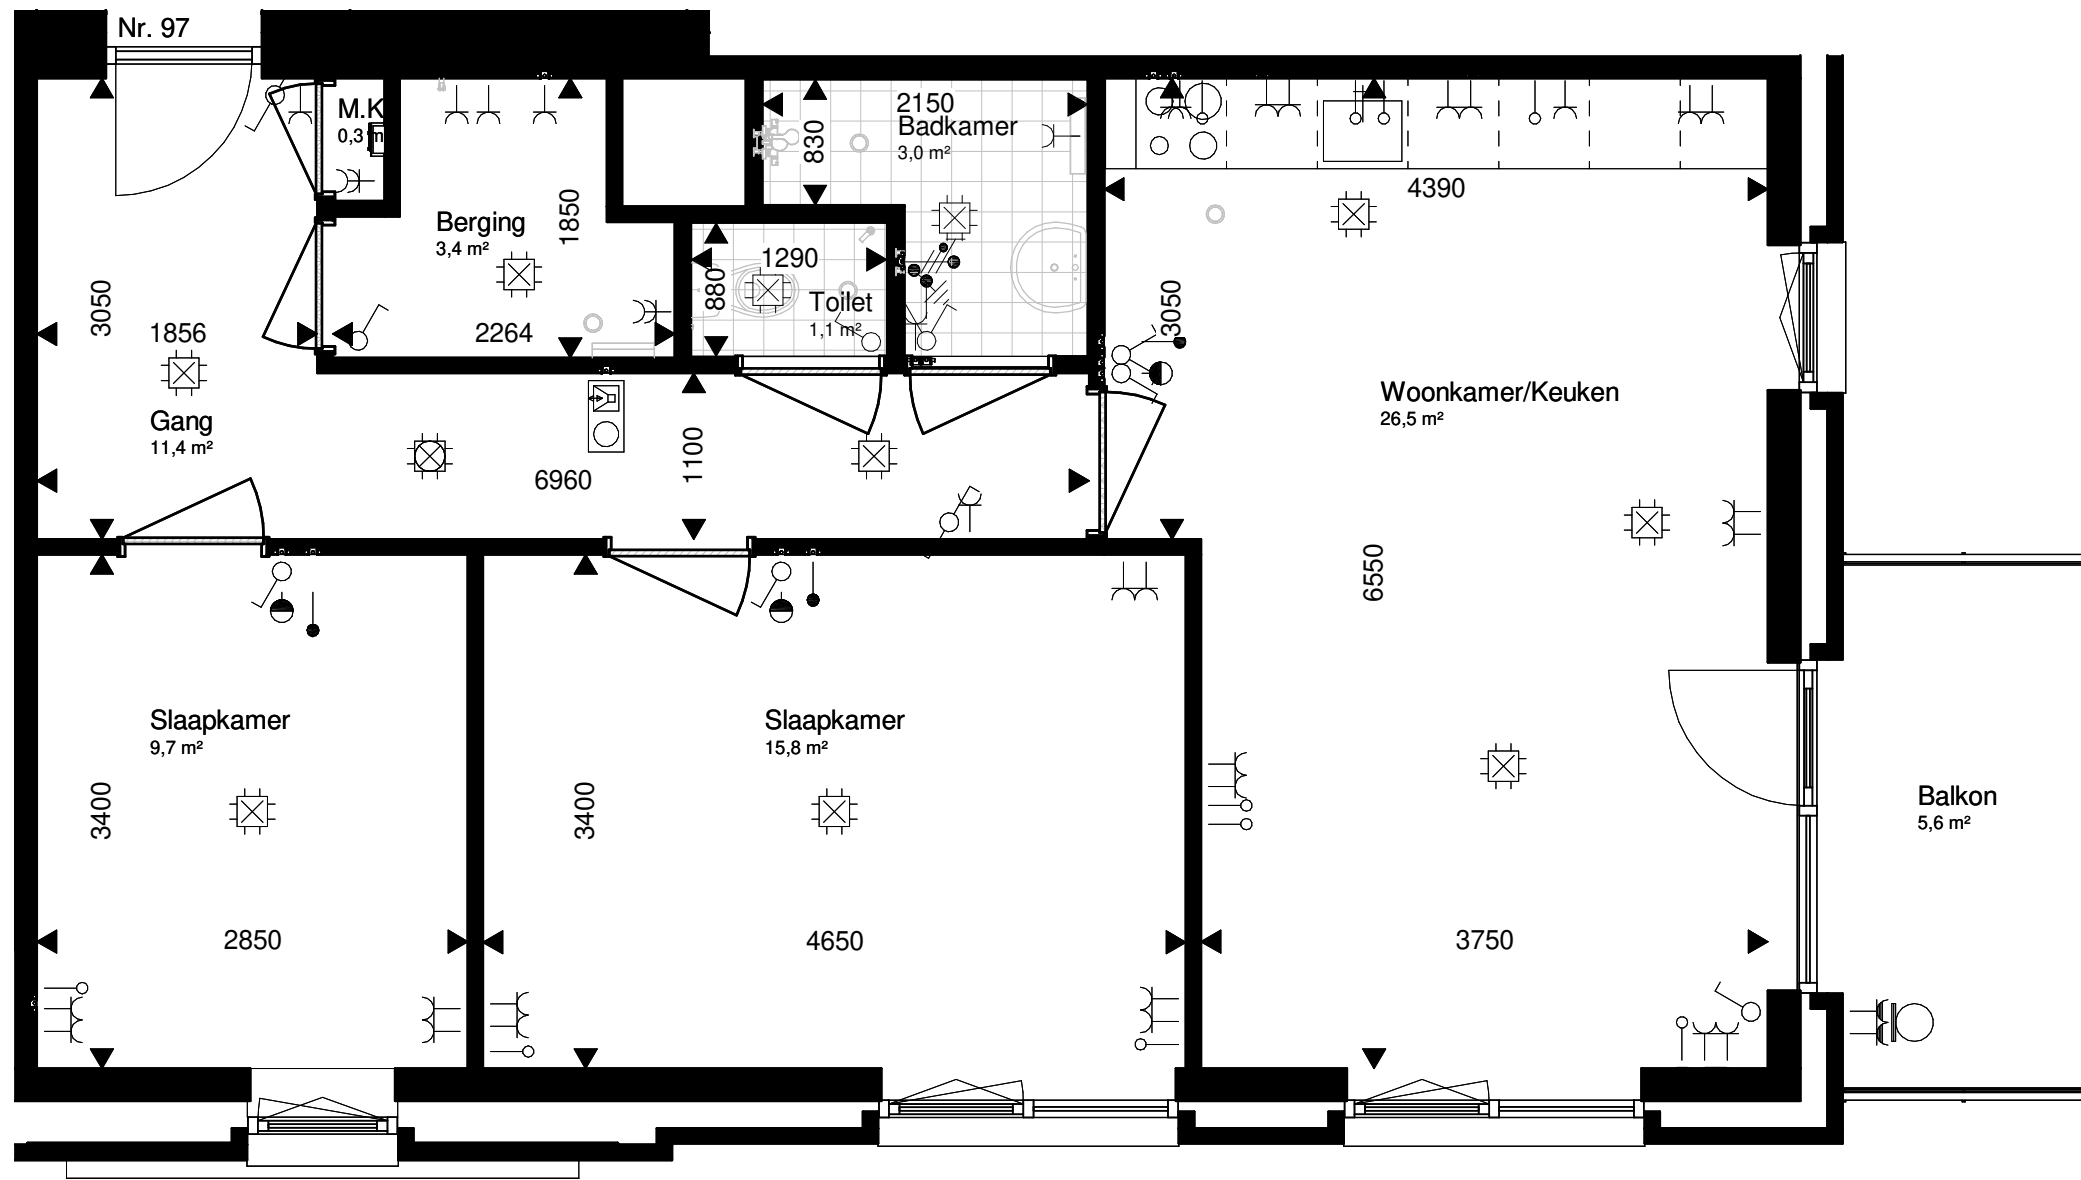 Nr. 97
M.K
0,3 m
2150
Badkamer
3,0 m²
830
4390
Berging
3,4 m²
1850
1290
880
Toilet
1,1 m²
3050
1856
2264
3050
Gang
11,4 m²
Woonkamer/Keuken
26,5 m²
1100
6960
6550
Slaapkamer
9,7 m²
Slaapkamer
15,8 m²
3400
3400
Balkon
5,6 m²
2850
4650
3750